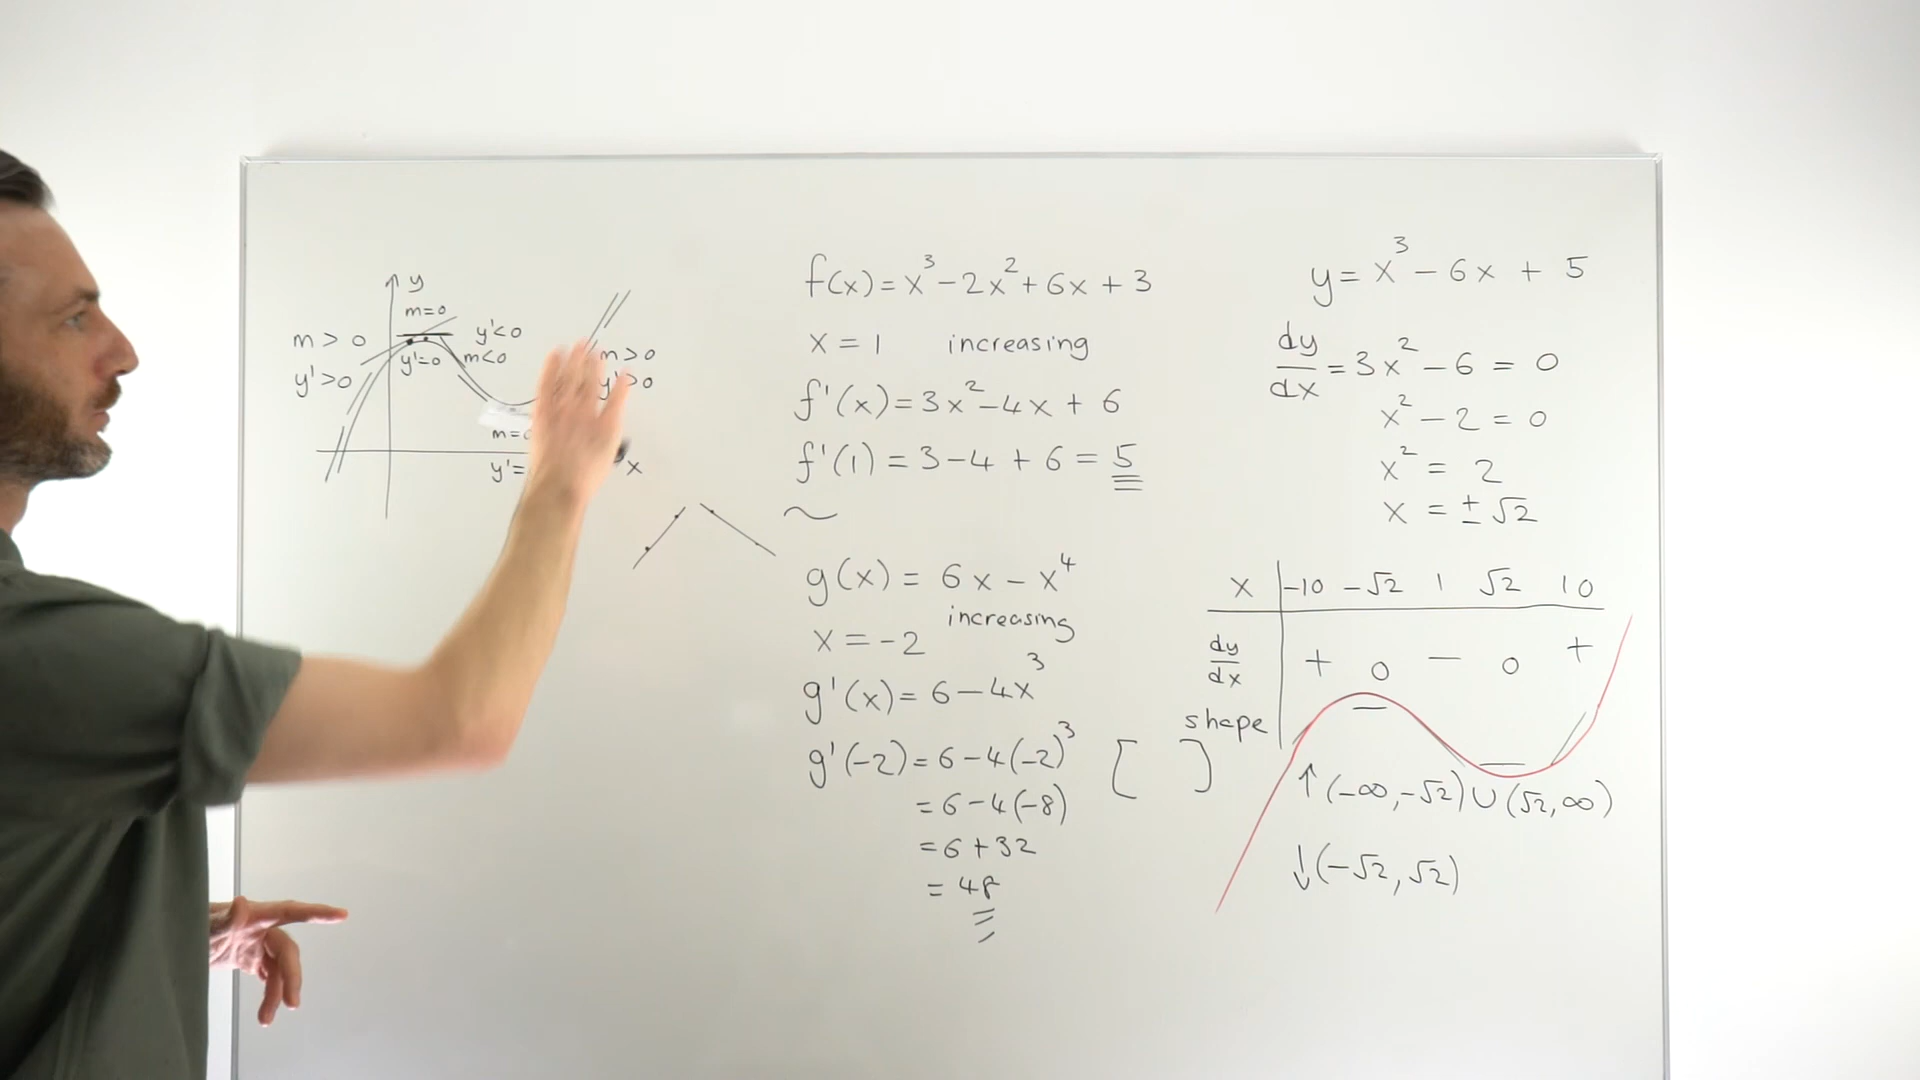 y
m=0
m > 0
y'<0
y'=0
m<0
y'>0
m>0
y'>0
m=0
y'=
x
f(x) = x³ - 2x² + 6x + 3
x = 1 increasing
f'(x) = 3x² - 4x + 6
f'(1) = 3 - 4 + 6 = 5
~
g(x) = 6x - x⁴
increasing
x = -2
g'(x) = 6 - 4x³
g'(-2) = 6 - 4(-2)³
= 6 - 4(-8)
= 6 + 32
= 48
[ ]
y = x³ - 6x + 5
dy/dx = 3x² - 6 = 0
x² - 2 = 0
x² = 2
x = ±√2
x -10 -√2 1 √2 10
dy/dx + 0 - 0 +
shape
↑ (-∞, -√2) ∪ (√2, ∞)
↓ (-√2, √2)